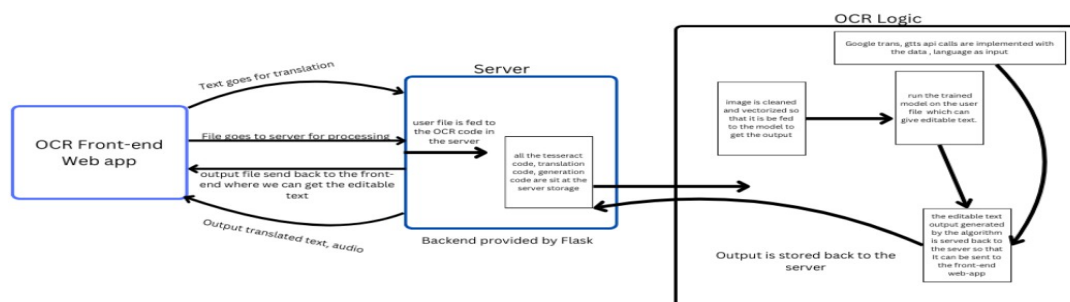 OCR Logic
Google trans, gtts api calls are implemented with
the data , language as input
Server
Text goes for translation
OCR Front-end
Web app
File goes to server for processing
output file send back to the front-
end where we can get the editable
text
Output translated text, audio
user file is fed to
the OCR code in
the server
all the tesseract
code, translation
code, generation
code are sit at the
server storage
Backend provided by Flask
image is cleaned
and vectorized so
that it is be fed
to the model to
get the output
run the trained
model on the user
file which can
give editable text.
the editable text
output generated
by the algorithm
is served back to
the sever so that
It can be sent to
the front-end
web-app
Output is stored back to the
server